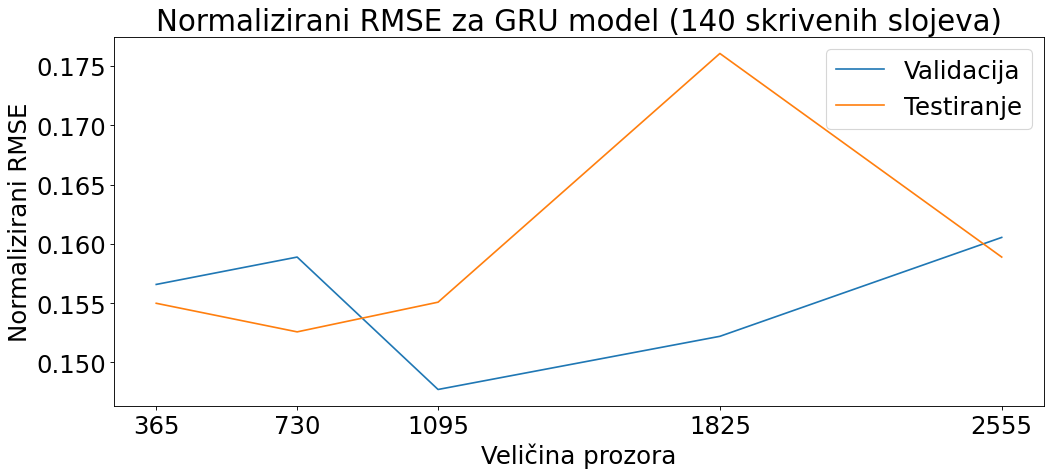 Normalizirani RMSE za GRU model (140 skrivenih slojeva)
Validacija
Testiranje
Normalizirani RMSE
0.175
0.170
0.165
0.160
0.155
0.150
365 730 1095 1825 2555
Veličina prozora